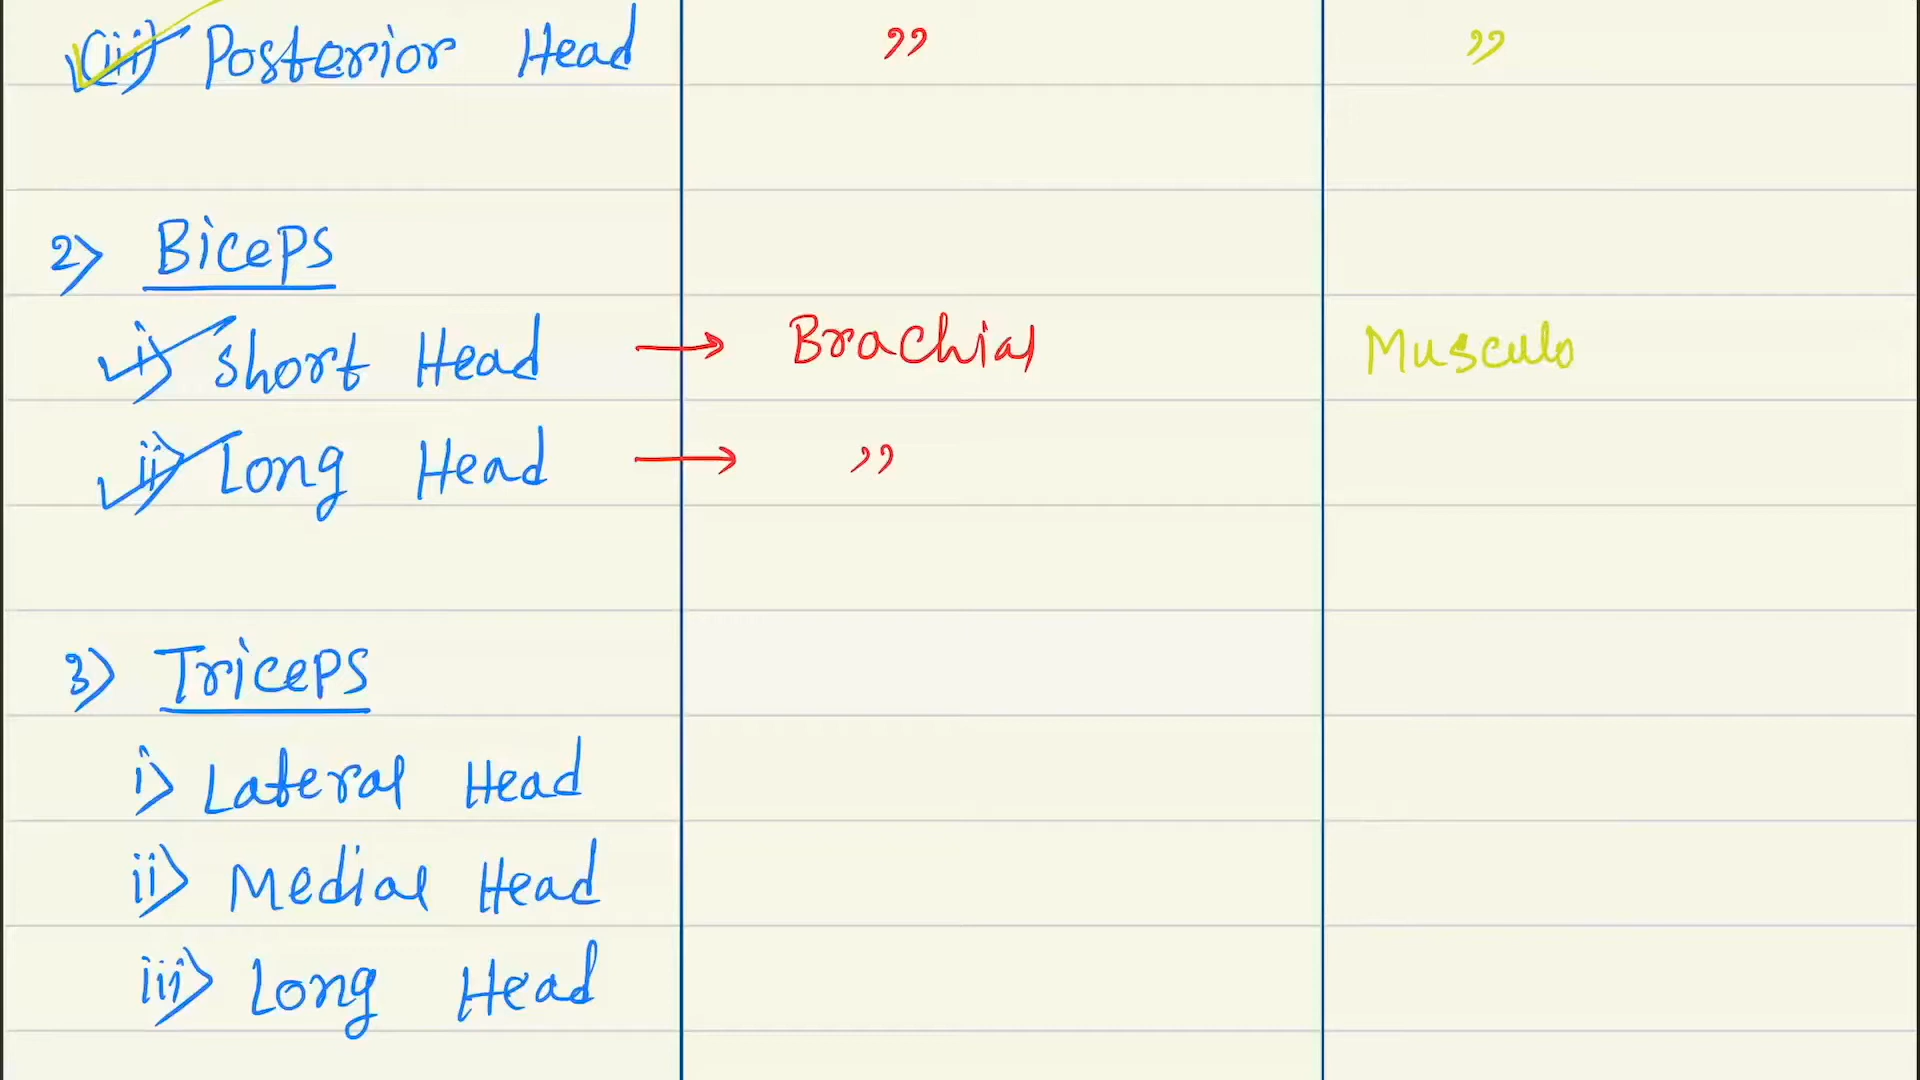 (iii) Posterior Head ,, ,,
2) Biceps
i) Short Head → Brachial Musculo
ii) Long Head → ,,
3) Triceps
i) Lateral Head
ii) Medial Head
iii) Long Head